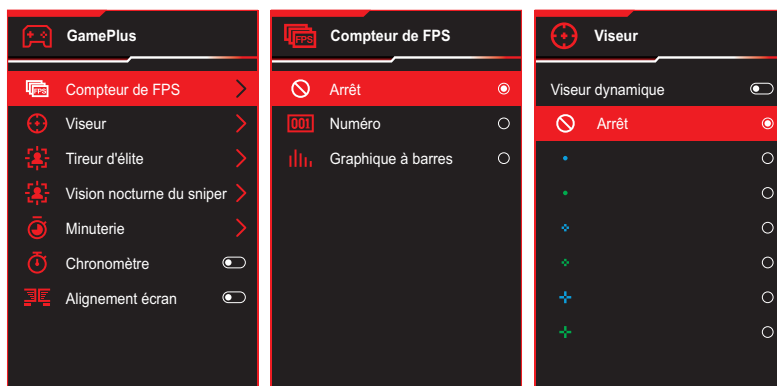 GamePlus
FPS
Compteur de FPS
Viseur
Tireur d'élite
Vision nocturne du sniper
Minuterie
Chronomètre
Alignement écran
FPS
Compteur de FPS
Arrêt
001
Numéro
Graphique à barres
Viseur
Viseur dynamique
Arrêt